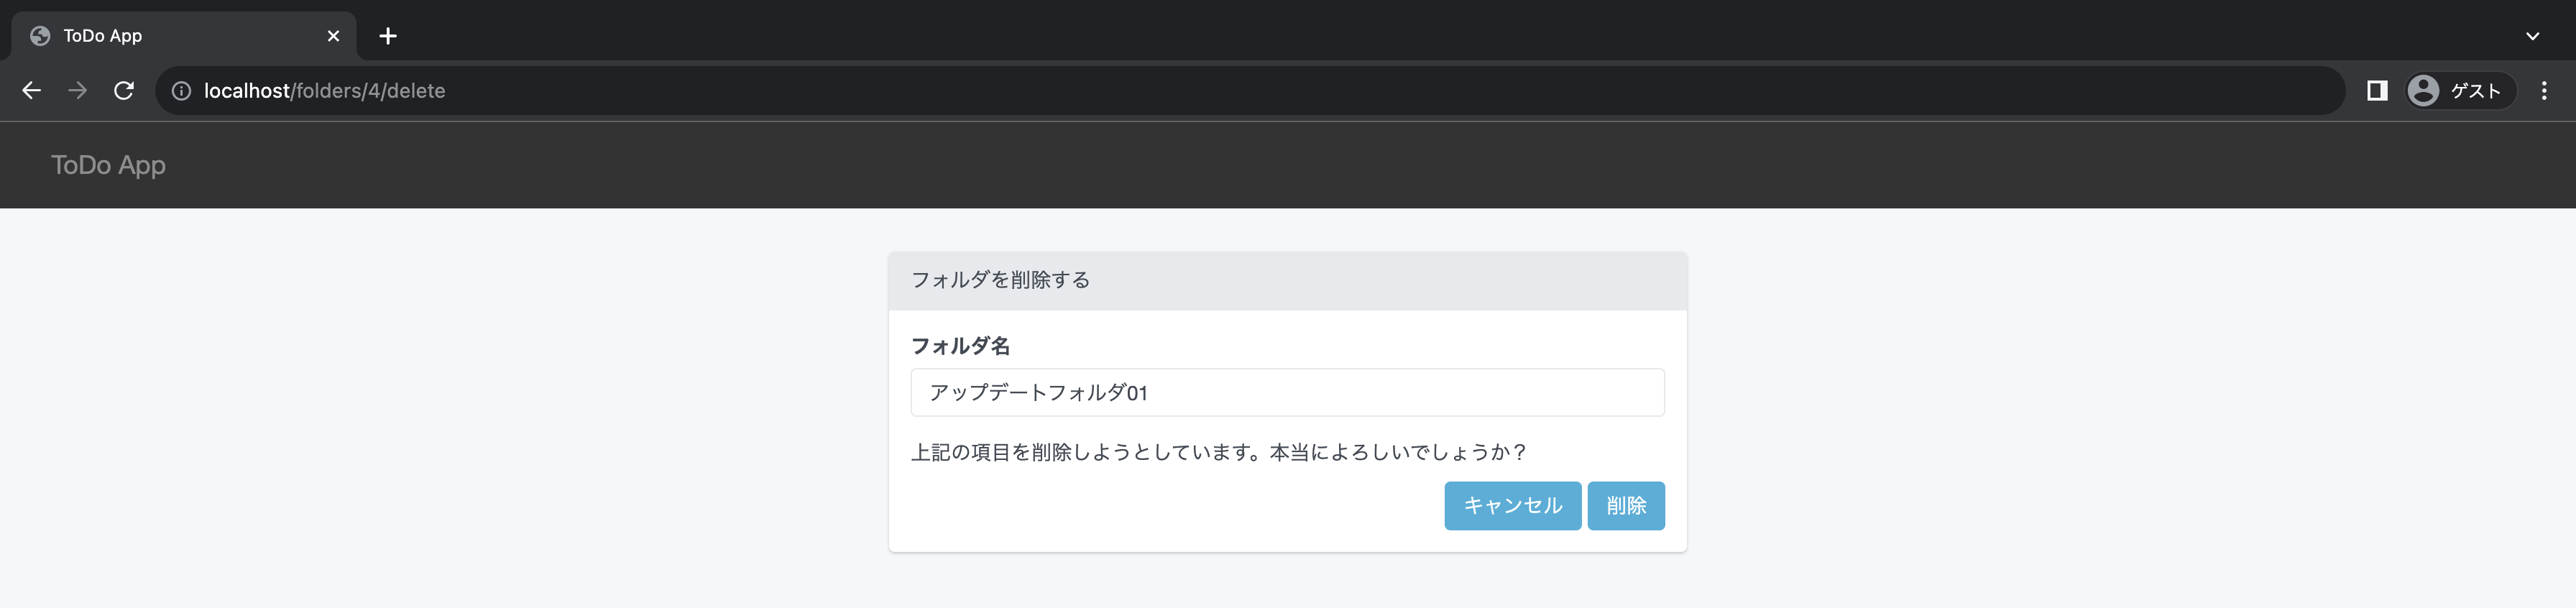 ToDo App
localhost/folders/4/delete
ゲスト
ToDo App
フォルダを削除する
フォルダ名
アップデートフォルダ01
上記の項目を削除しようとしています。本当によろしいでしょうか？
キャンセル 削除